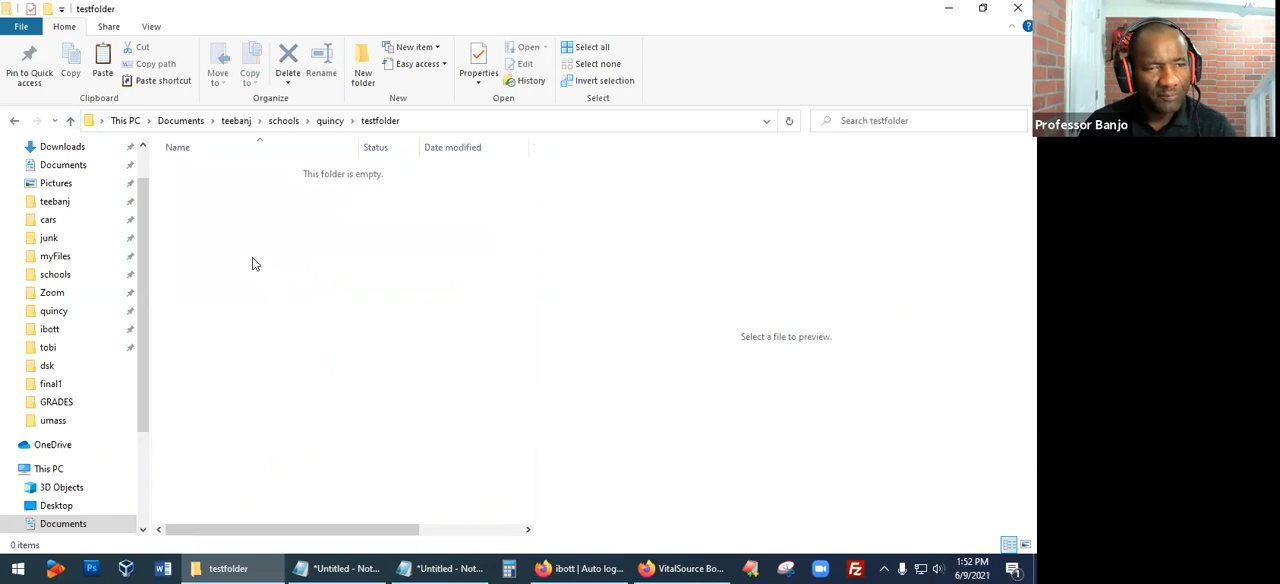 testfolder
File Home Share View
Pin to Quick access
Copy
Paste
Cut
Copy path
Paste shortcut
Clipboard
Move to
Copy to
Delete
Rename
Organize
New folder
New item
Easy access
New
Properties
Open
Edit
History
Open
Select all
Select none
Invert selection
Select
This PC > Documents > teebanj > schools > quincy > testfolder
Search testfolder
Name Status Date modified
This folder is empty.
Select a file to preview.
Downloads
Documents
Pictures
teebanj
cars
junk
myFiles
schools
Zoom
quincy
ibott
tobi
dsk
final1
GRADES
umass
OneDrive
This PC
3D Objects
Desktop
Documents
0 items
Professor Banjo
testfolder
*Untitled - Not...
*Untitled - Not...
ibott | Auto log...
VitalSource Bo...
1:52 PM
6/9/2021